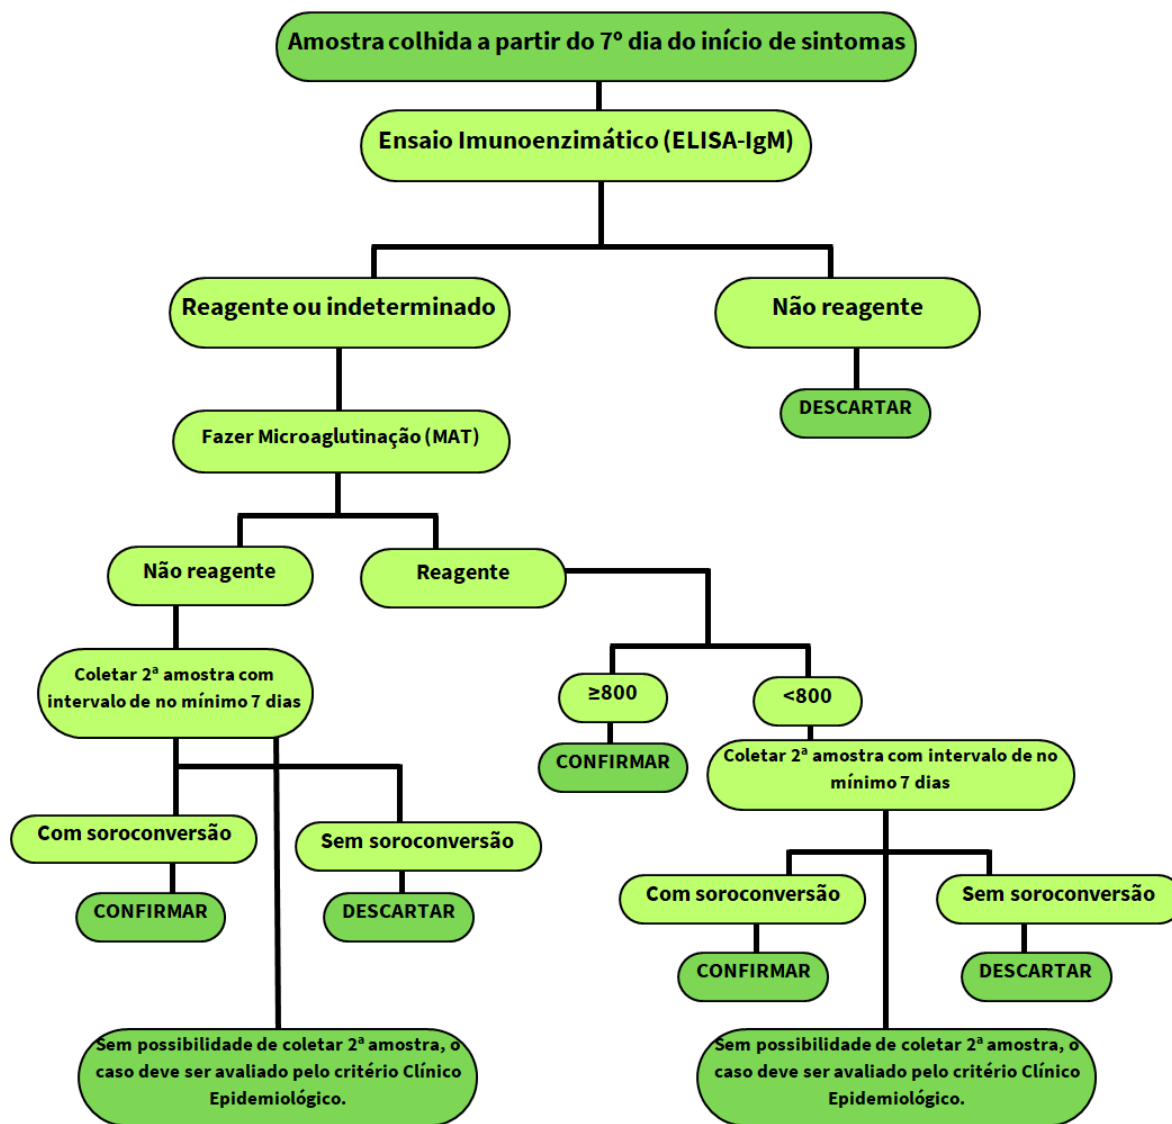 Amostra colhida a partir do 7º dia do início de sintomas
Ensaio Imunoenzimático (ELISA-IgM)
Reagente ou indeterminado
Não reagente
DESCARTAR
Fazer Microaglutinação (MAT)
Não reagente
Reagente
Coletar 2ª amostra com
intervalo de no mínimo 7 dias
≥800
<800
CONFIRMAR
Coletar 2ª amostra com intervalo de no
mínimo 7 dias
Com soroconversão
Sem soroconversão
CONFIRMAR
DESCARTAR
Com soroconversão
Sem soroconversão
CONFIRMAR
DESCARTAR
Sem possibilidade de coletar 2ª amostra, o
caso deve ser avaliado pelo critério Clínico
Epidemiológico.
Sem possibilidade de coletar 2ª amostra, o
caso deve ser avaliado pelo critério Clínico
Epidemiológico.